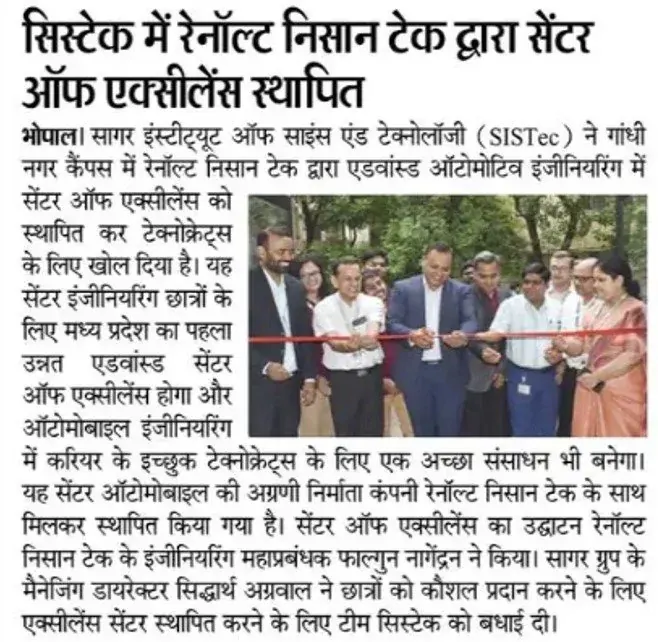 सिस्टेक में रेनॉल्ट निसान टेक द्वारा सेंटर
ऑफ एक्सीलेंस स्थापित
भोपाल। सागर इंस्टीट्यूट ऑफ साइंस एंड टेक्नोलॉजी (SISTec) ने गांधी
नगर कैंपस में रेनॉल्ट निसान टेक द्वारा एडवांस्ड ऑटोमोटिव इंजीनियरिंग में
सेंटर ऑफ एक्सीलेंस को
स्थापित कर टेक्नोक्रेट्स
के लिए खोल दिया है। यह
सेंटर इंजीनियरिंग छात्रों के
लिए मध्य प्रदेश का पहला
उन्नत एडवांस्ड सेंटर
ऑफ एक्सीलेंस होगा और
ऑटोमोबाइल इंजीनियरिंग
में करियर के इच्छुक टेक्नोक्रेट्स के लिए एक अच्छा संसाधन भी बनेगा।
यह सेंटर ऑटोमोबाइल की अग्रणी निर्माता कंपनी रेनॉल्ट निसान टेक के साथ
मिलकर स्थापित किया गया है। सेंटर ऑफ एक्सीलेंस का उद्घाटन रेनॉल्ट
निसान टेक के इंजीनियरिंग महाप्रबंधक फाल्गुन नागेंद्रन ने किया। सागर ग्रुप के
मैनेजिंग डायरेक्टर सिद्धार्थ अग्रवाल ने छात्रों को कौशल प्रदान करने के लिए
एक्सीलेंस सेंटर स्थापित करने के लिए टीम सिस्टेक को बधाई दी।